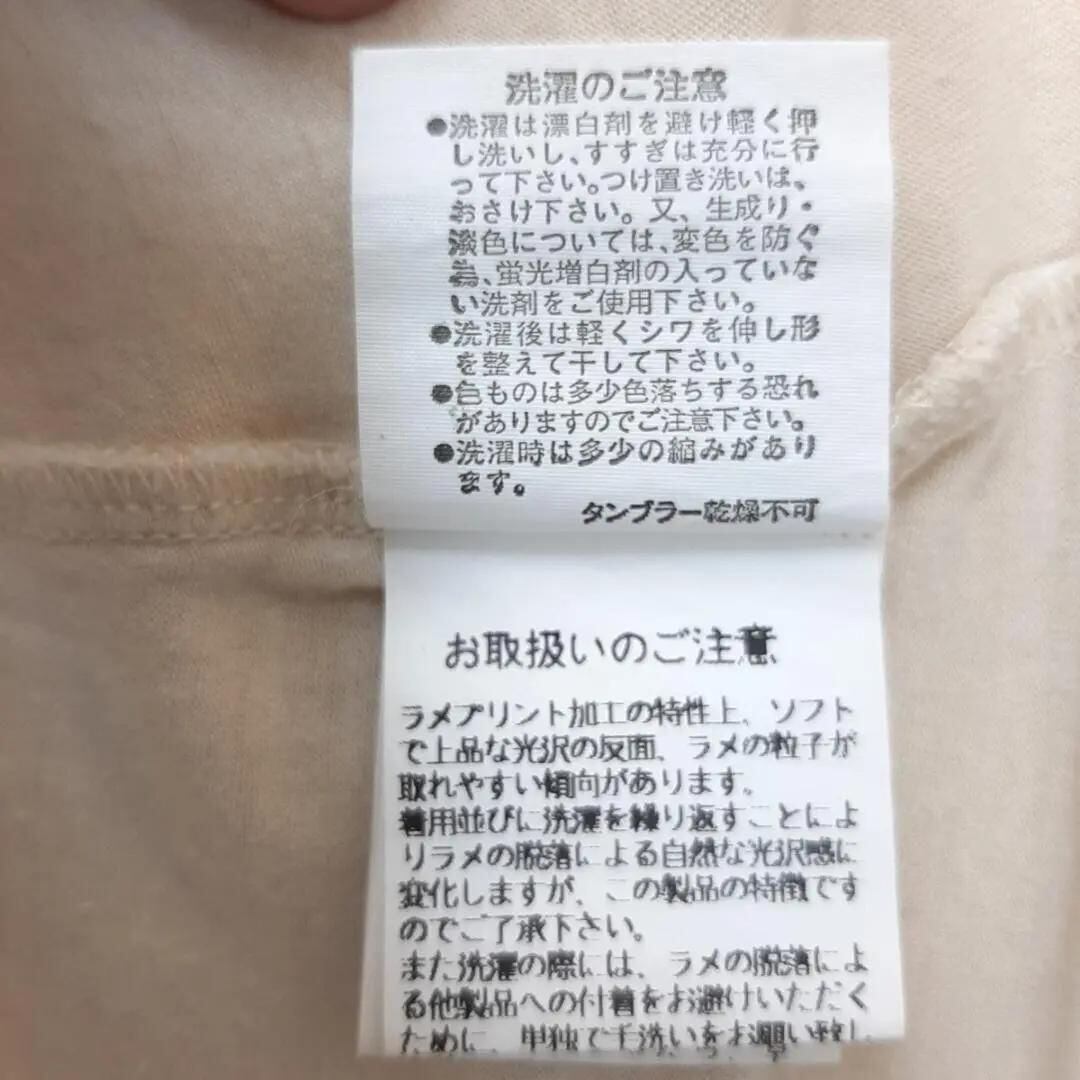 洗濯のご注意
●洗濯は漂白剤を避け軽く押
し洗いし、すすぎは充分に行
って下さい。つけ置き洗いは、
おさけ下さい。又、生成り・
淡色については、変色を防ぐ
為、蛍光増白剤の入っていな
い洗剤をご使用下さい。
●洗濯後は軽くシワを伸し形
を整えて干して下さい。
●色ものは多少色落ちする恐れ
がありますのでご注意下さい。
●洗濯時は多少の縮みがあり
ます。
タンブラー乾燥不可
お取扱いのご注意
ラメプリント加工の特性上、ソフト
で上品な光沢の反面、ラメの粒子が
取れやすい傾向があります。
着用並びに洗濯を繰り返すことによ
りラメの脱落による自然な光沢感に
変化しますが、この製品の特徴です
のでご了承下さい。
また洗濯の際には、ラメの脱落によ
る他製品への付着をお避けいただく
ために、単独で手洗いをお願い致し